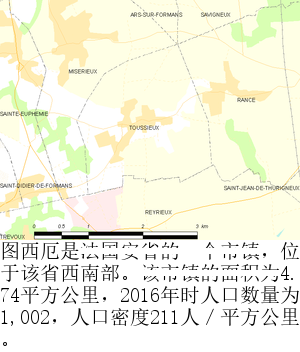 ARS-SUR-FORMANS
SAVIGNEUX
MISERIEUX
RANCE
SAINTE-EUPHEMIE
TOUSSIEUX
SAINT-DIDIER-DE-FORMANS
SAINT-JEAN-DE-THURIGNEUX
REYRIEUX
TREVOUX
0 0.5 1 2 3 km
图西厄是法国安省的 个市镇，位
于该省西南部。该市镇的面积为4.
74平方公里，2016年时人口数量为
1,002，人口密度211人／平方公里
。